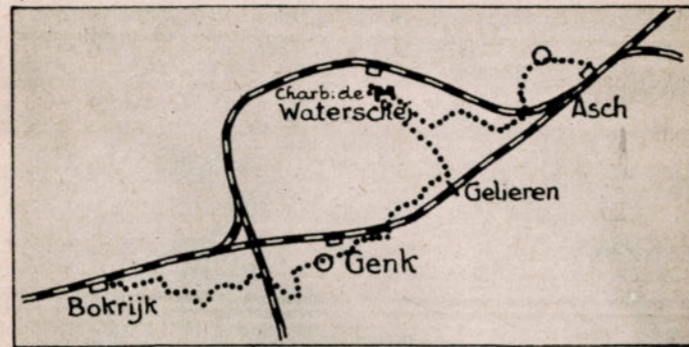 Charb: de
Waterschei
Asch
Gelieren
Genk
Bokrijk